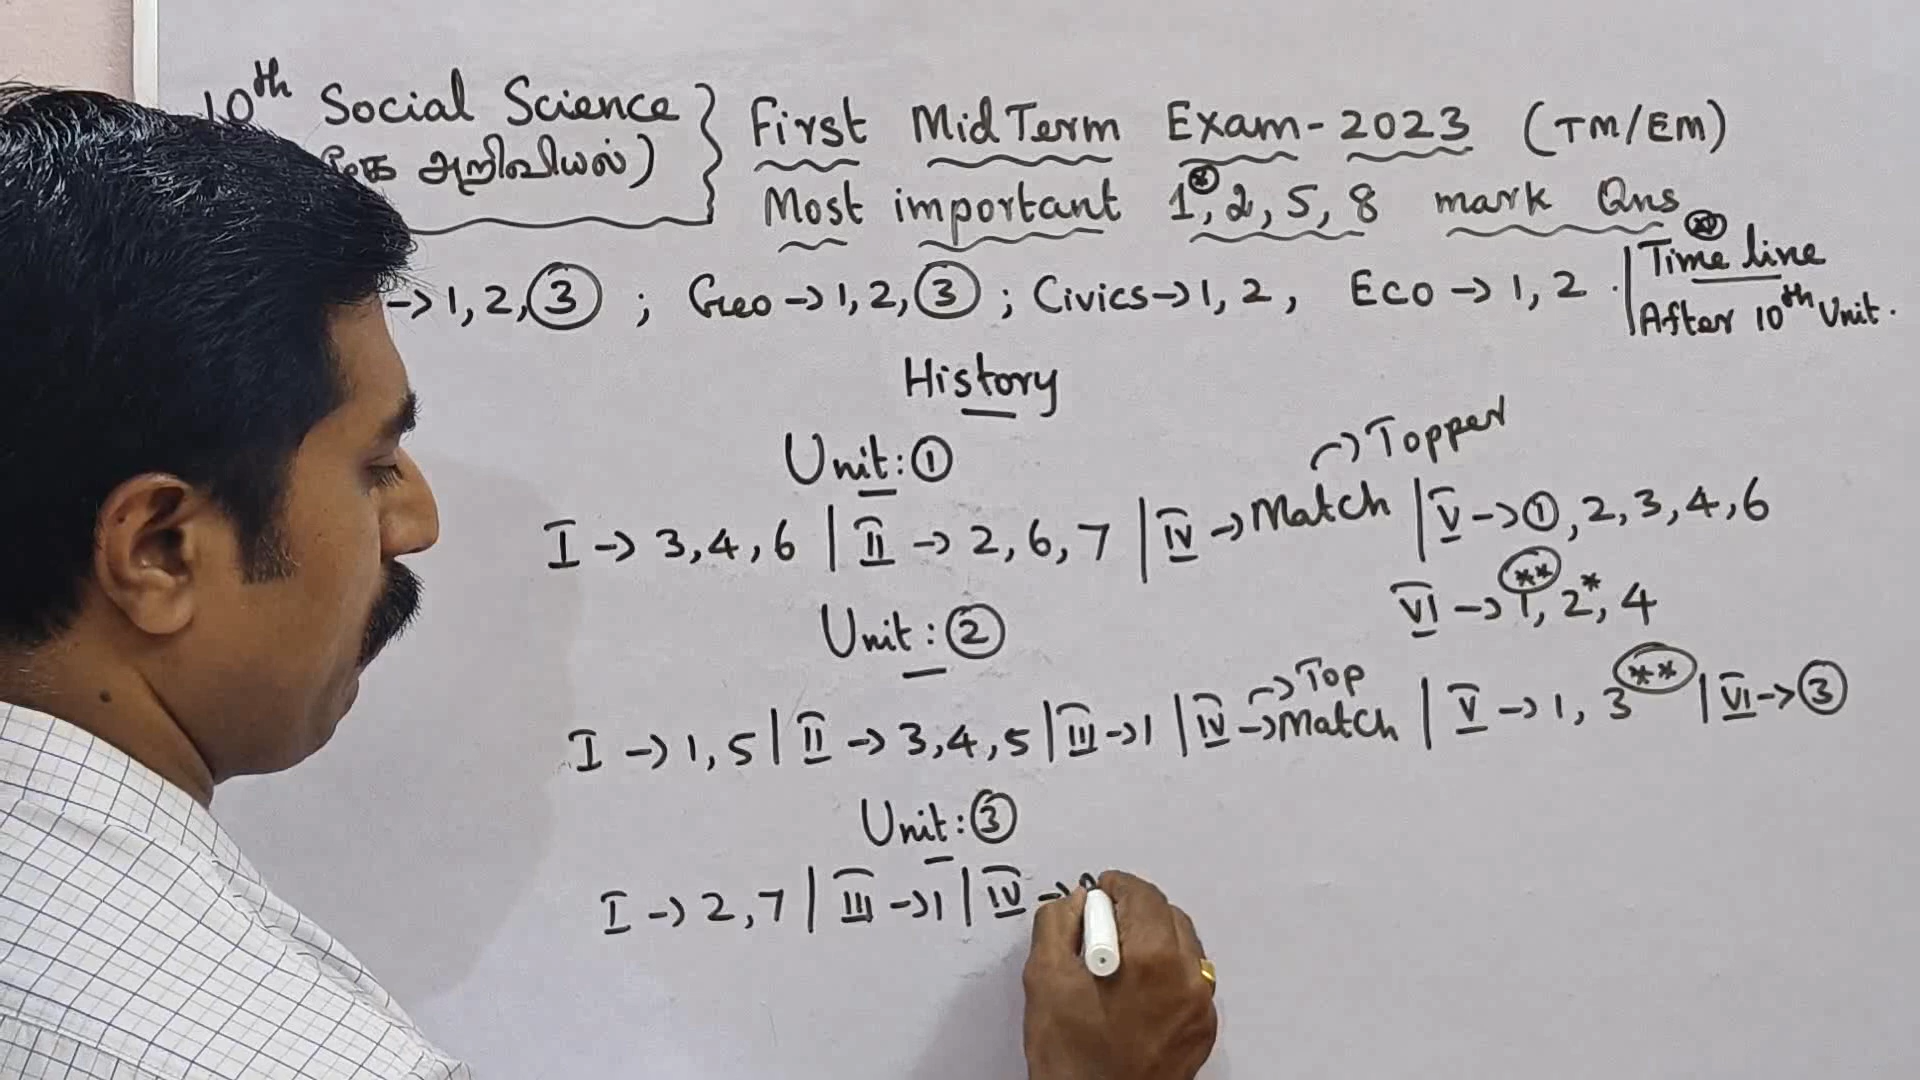 10th Social Science } First Mid Term Exam-2023 (TM/EM)
அறிவியல்) Most important 1, 2, 5, 8 mark Qns
→ 1, 2, ③ ; Geo → 1, 2, ③ ; Civics → 1, 2, Eco → 1, 2 . | Time line
After 10th Unit.
History
Unit: ①
→ Topper
I → 3, 4, 6 | II → 2, 6, 7 | IV → Match | V → ①, 2, 3, 4, 6
VI → 1**, 2*, 4
Unit: ②
→ Top
I → 1, 5 | II → 3, 4, 5 | III → 1 | IV → Match | V → 1, 3** | VI → ③
Unit: ③
I → 2, 7 | III → 1 | IV →